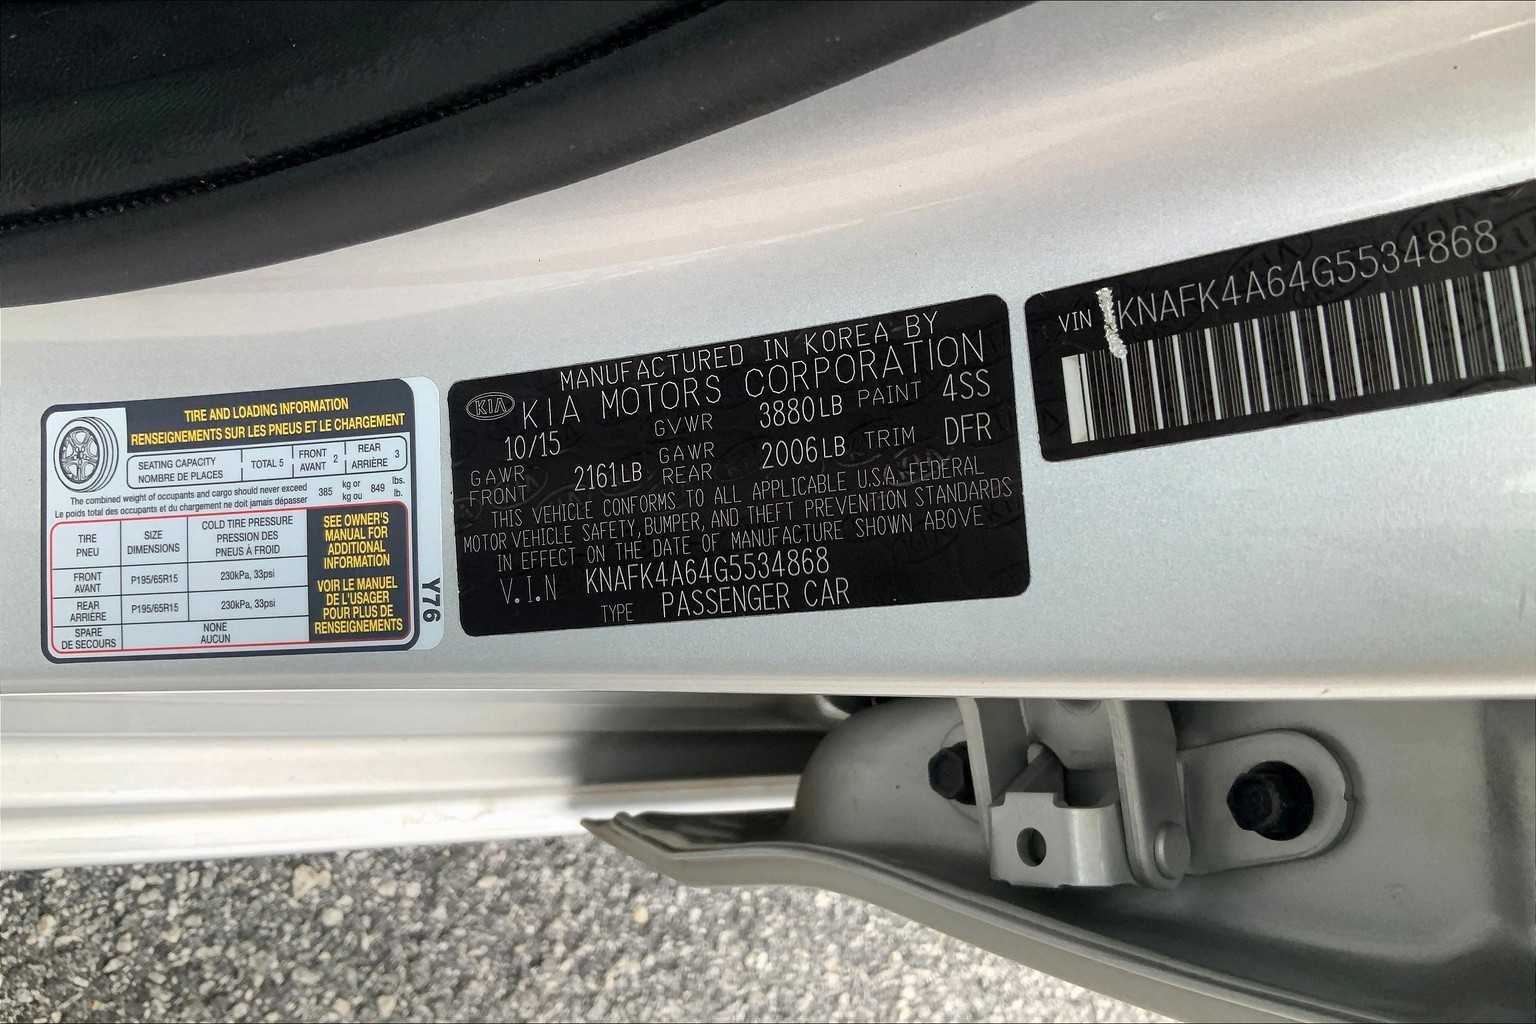 TIRE AND LOADING INFORMATION
RENSEIGNEMENTS SUR LES PNEUS ET LE CHARGEMENT
SEATING CAPACITY
NOMBRE DE PLACES
TOTAL 5
FRONT
AVANT
2
REAR
ARRIÈRE
3
The combined weight of occupants and cargo should never exceed
Le poids total des occupants et du chargement ne doit jamais dépasser
385
kg or
kg ou
849
lbs.
lb.
TIRE
PNEU
SIZE
DIMENSIONS
COLD TIRE PRESSURE
PRESSION DES
PNEUS À FROID
FRONT
AVANT
P195/65R15
230kPa, 33psi
REAR
ARRIERE
P195/65R15
230kPa, 33psi
SPARE
DE SECOURS
NONE
AUCUN
SEE OWNER'S
MANUAL FOR
ADDITIONAL
INFORMATION
VOIR LE MANUEL
DE L'USAGER
POUR PLUS DE
RENSEIGNEMENTS
Y76
MANUFACTURED IN KOREA BY
KIA KIA MOTORS CORPORATION
10/15 GVWR 3880LB PAINT 4SS
GAWR
FRONT
2161LB
GAWR
REAR
2006LB TRIM DFR
THIS VEHICLE CONFORMS TO ALL APPLICABLE U.S.A. FEDERAL
MOTOR VEHICLE SAFETY, BUMPER, AND THEFT PREVENTION STANDARDS
IN EFFECT ON THE DATE OF MANUFACTURE SHOWN ABOVE
V.I.N KNAFK4A64G5534868
TYPE PASSENGER CAR
VIN KNAFK4A64G5534868